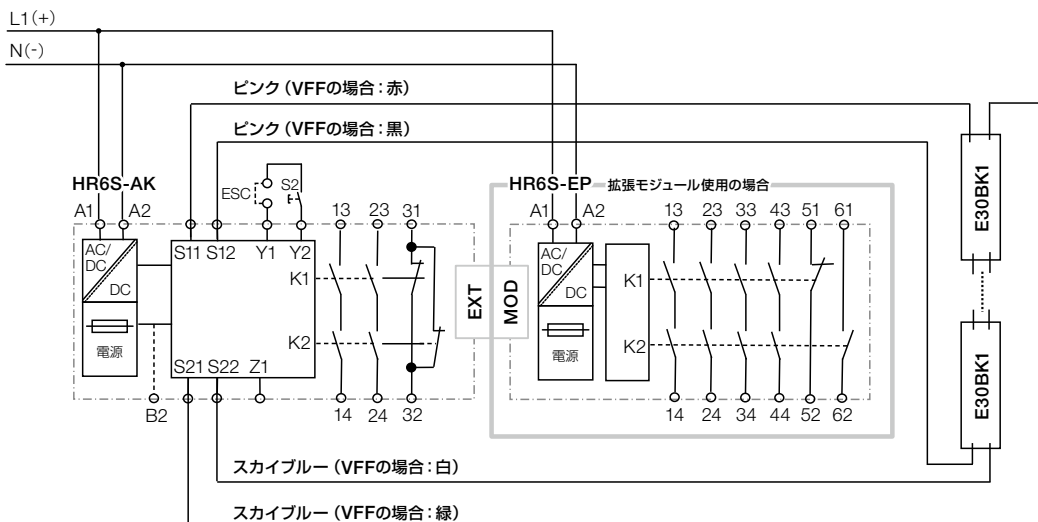 L1(+)
N(-)
ピンク（VFFの場合：赤）
ピンク（VFFの場合：黒）
HR6S-AK
ESC
S2
HR6S-EP
拡張モジュール使用の場合
A1 A2
13 23 31
A1 A2
13 23 33 43 51 61
E30BK1
AC/
DC
DC
S11 S12 Y1 Y2
K1
EXT
MOD
AC/
DC
DC
K1
電源
K2
電源
K2
S21 S22 Z1
E30BK1
B2
14 24 32
14 24 34 44 52 62
スカイブルー（VFFの場合：白）
スカイブルー（VFFの場合：緑）